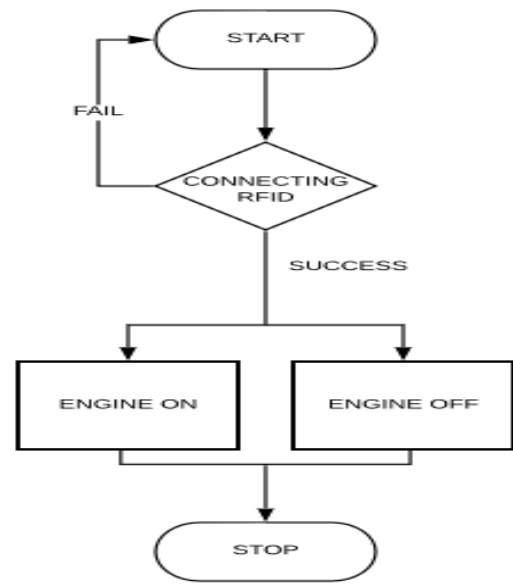 START
FAIL
CONNECTING
RFID
SUCCESS
ENGINE ON
ENGINE OFF
STOP